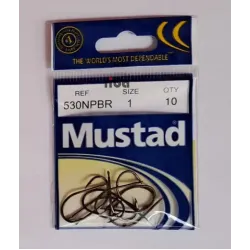 THE WORLD'S MOST DEPENDABLE
REF SIZE QTY
530NPBR 1 10
Mustad